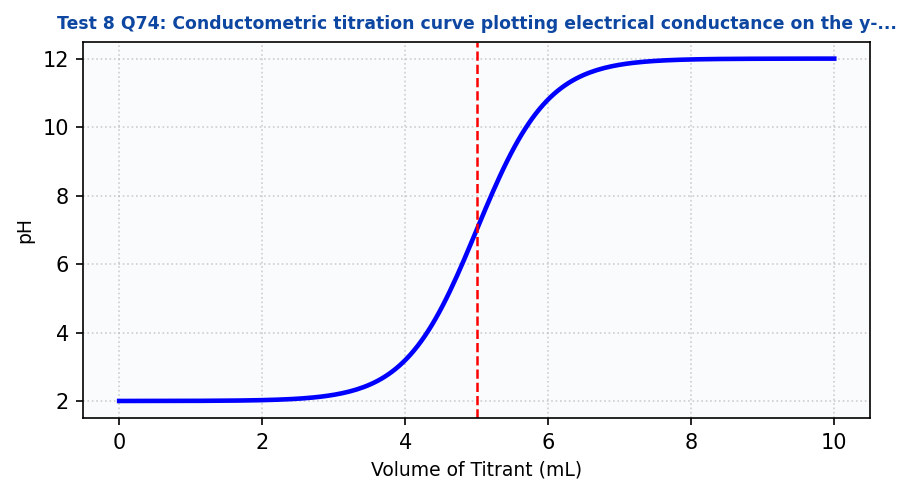 Test 8 Q74: Conductometric titration curve plotting electrical conductance on the y-...
12
10
8
6
4
2
pH
0 2 4 6 8 10
Volume of Titrant (mL)